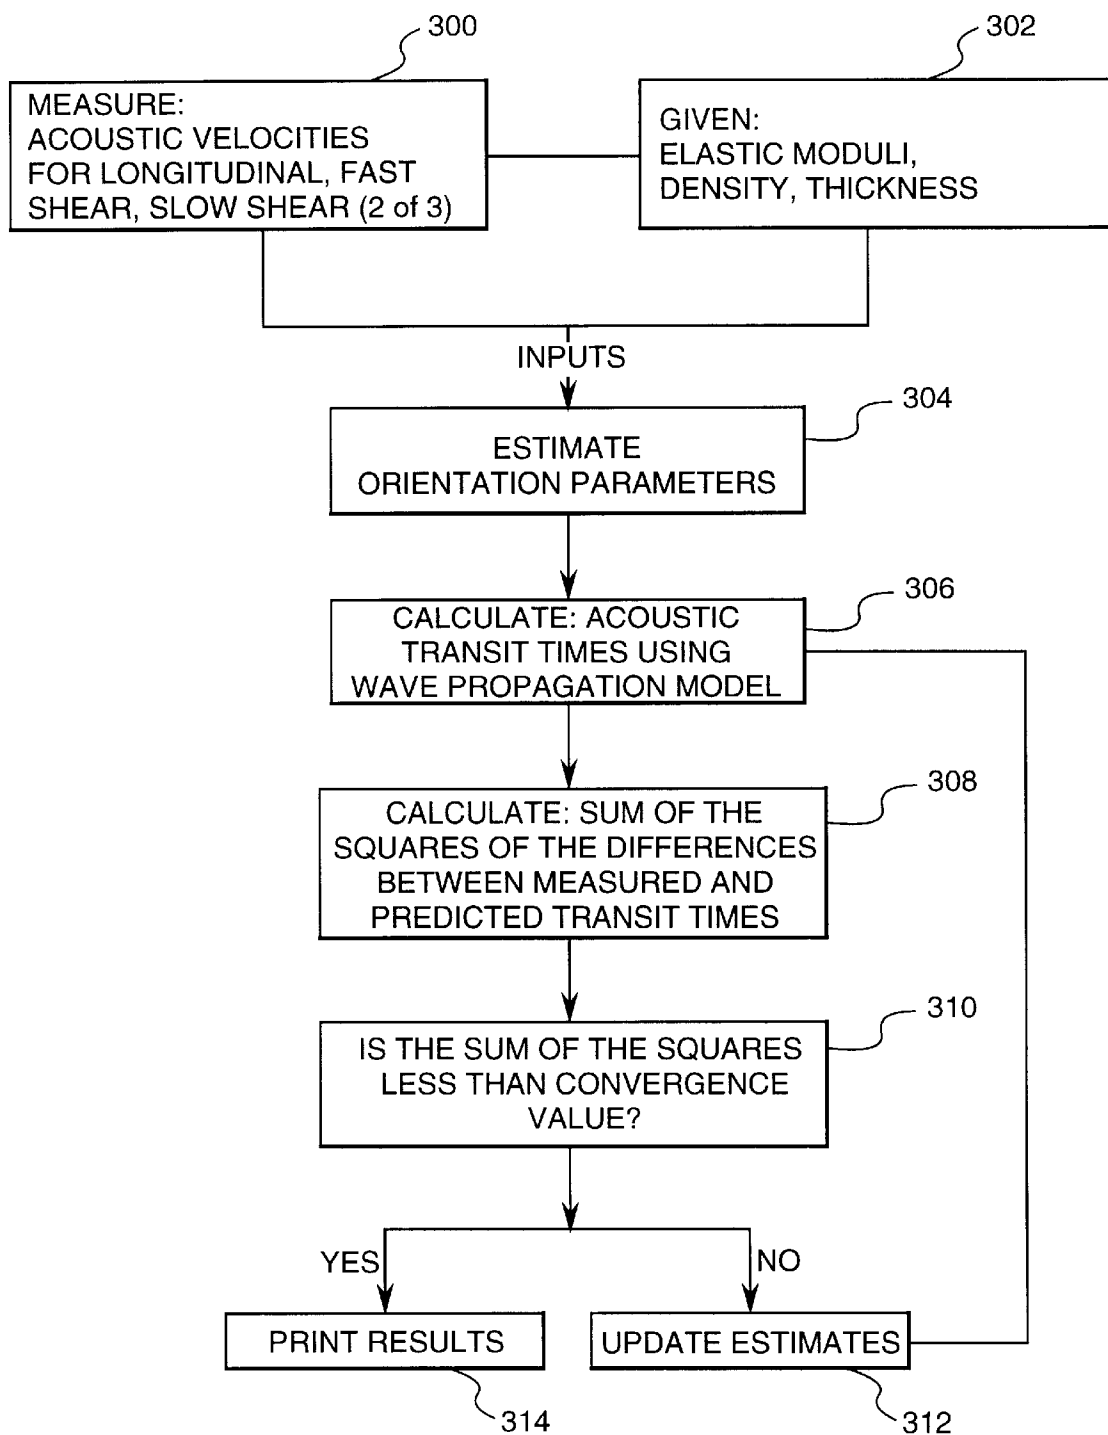 300
302
MEASURE:
ACOUSTIC VELOCITIES
FOR LONGITUDINAL, FAST
SHEAR, SLOW SHEAR (2 of 3)
GIVEN:
ELASTIC MODULI,
DENSITY, THICKNESS
INPUTS
304
ESTIMATE
ORIENTATION PARAMETERS
306
CALCULATE: ACOUSTIC
TRANSIT TIMES USING
WAVE PROPAGATION MODEL
308
CALCULATE: SUM OF THE
SQUARES OF THE DIFFERENCES
BETWEEN MEASURED AND
PREDICTED TRANSIT TIMES
310
IS THE SUM OF THE SQUARES
LESS THAN CONVERGENCE
VALUE?
YES
NO
PRINT RESULTS
UPDATE ESTIMATES
314
312